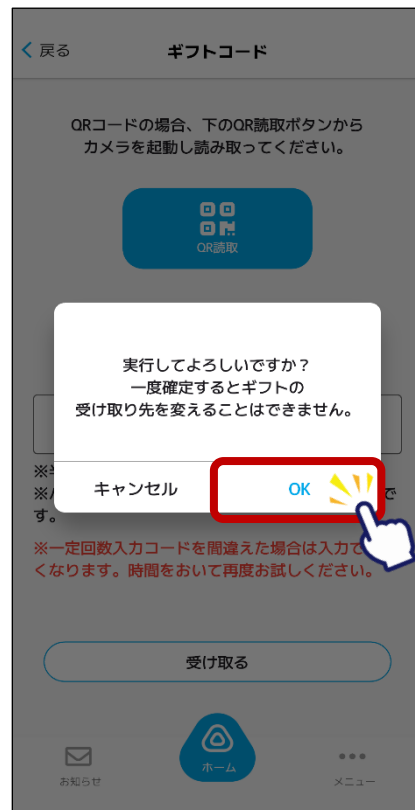 戻る
ギフトコード
QRコードの場合、下のQR読取ボタンから
カメラを起動し読み取ってください。
QR読取
実行してよろしいですか?
一度確定するとギフトの
受け取り先を変えることはできません。
キャンセル
OK
す。
※一定回数入力コードを間違えた場合は入力で
くなります。時間をおいて再度お試しください。
受け取る
お知らせ
ホーム
メニュー